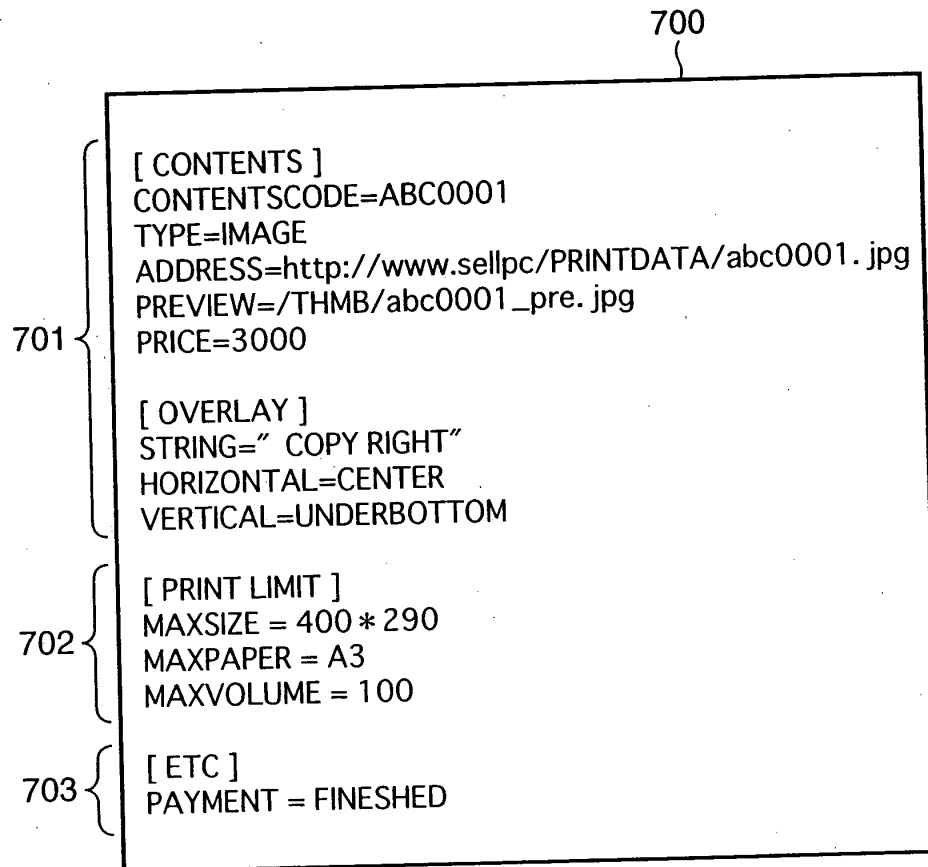 700
701
[ CONTENTS ]
CONTENTSCODE=ABC0001
TYPE=IMAGE
ADDRESS=http://www.sellpc/PRINTDATA/abc0001.jpg
PREVIEW=/THMB/abc0001_pre.jpg
PRICE=3000
[ OVERLAY ]
STRING=" COPY RIGHT"
HORIZONTAL=CENTER
VERTICAL=UNDERBOTTOM
702
[ PRINT LIMIT ]
MAXSIZE = 400*290
MAXPAPER = A3
MAXVOLUME = 100
703
[ ETC ]
PAYMENT = FINESHED